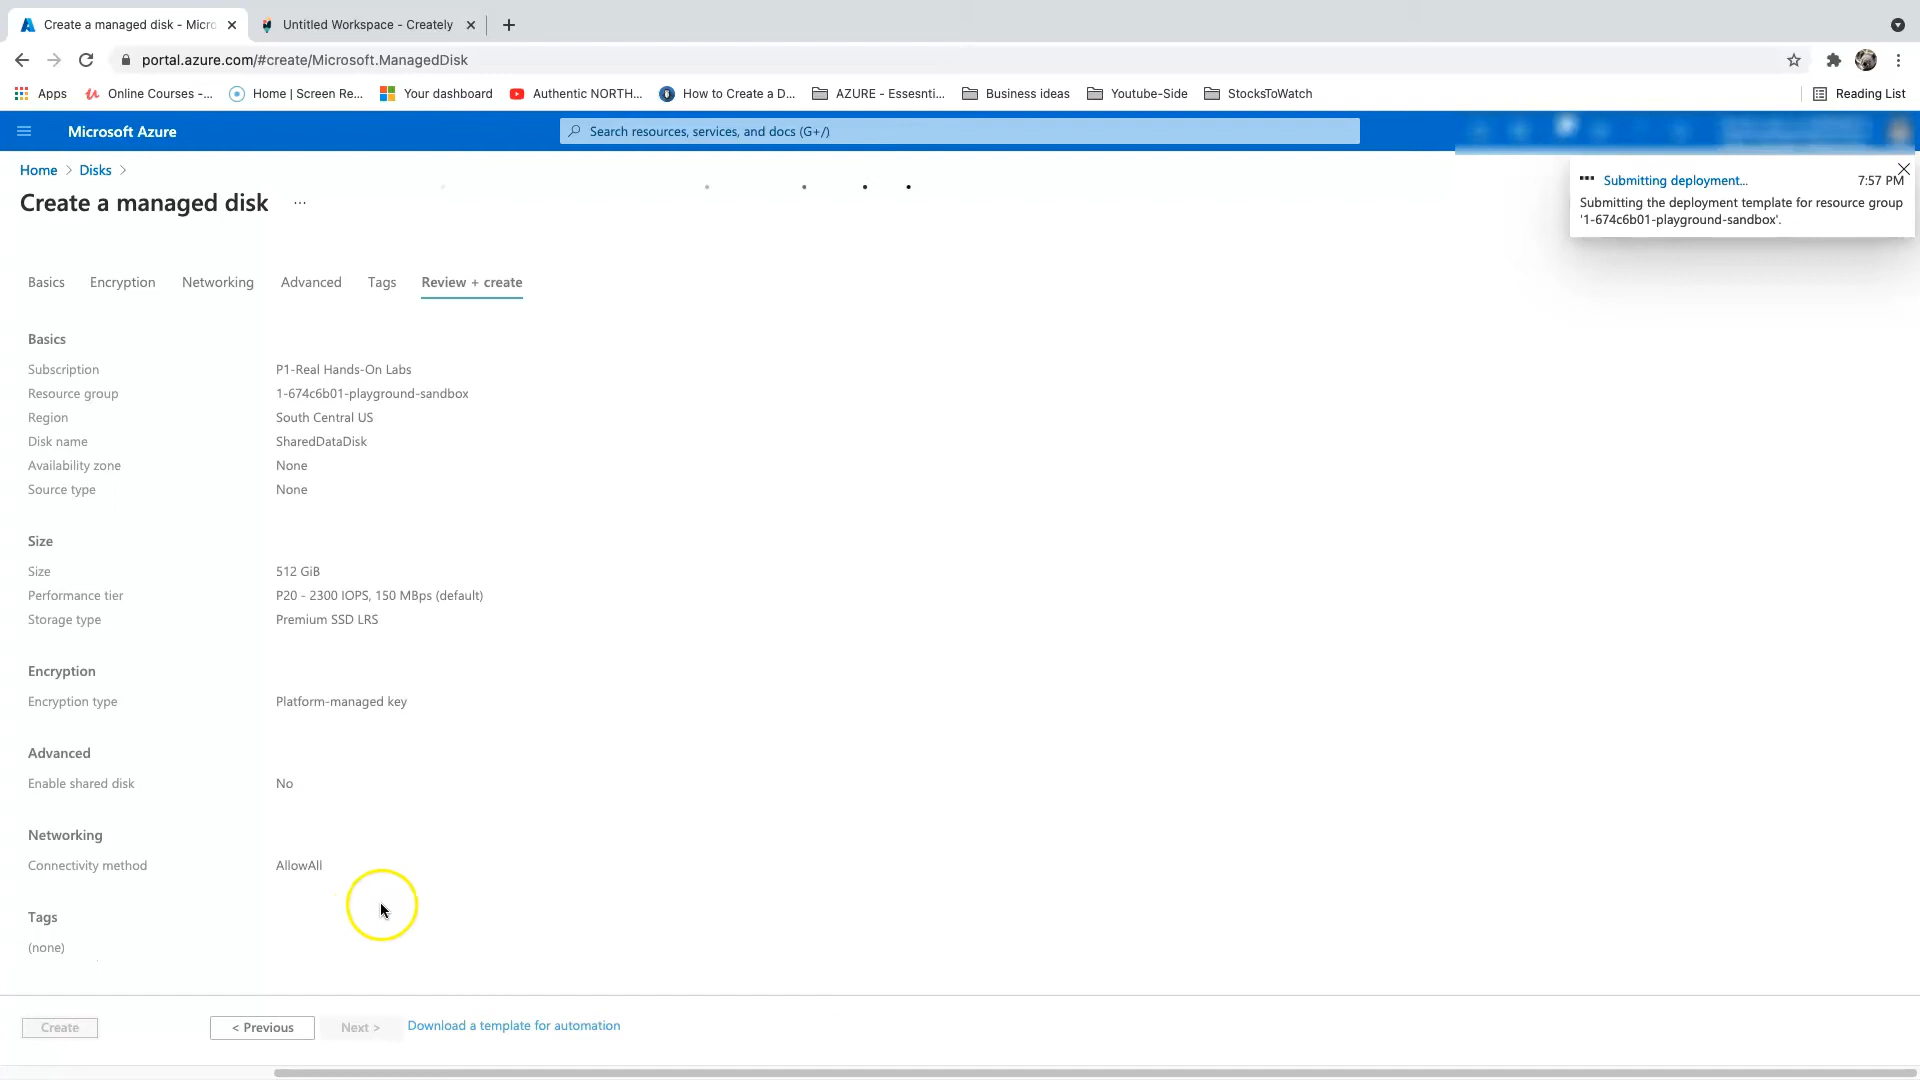 Create a managed disk - Micro
Untitled Workspace - Creately
portal.azure.com/#create/Microsoft.ManagedDisk
Apps
Online Courses -...
Home | Screen Re...
Your dashboard
Authentic NORTH...
How to Create a D...
AZURE - Essesnti...
Business ideas
Youtube-Side
StocksToWatch
Reading List
Microsoft Azure
Search resources, services, and docs (G+/)
Home > Disks >
Create a managed disk ...
Submitting deployment... 7:57 PM
Submitting the deployment template for resource group
'1-674c6b01-playground-sandbox'.
Basics Encryption Networking Advanced Tags Review + create
Basics
Subscription P1-Real Hands-On Labs
Resource group 1-674c6b01-playground-sandbox
Region South Central US
Disk name SharedDataDisk
Availability zone None
Source type None
Size
Size 512 GiB
Performance tier P20 - 2300 IOPS, 150 MBps (default)
Storage type Premium SSD LRS
Encryption
Encryption type Platform-managed key
Advanced
Enable shared disk No
Networking
Connectivity method AllowAll
Tags
(none)
Create < Previous Next > Download a template for automation